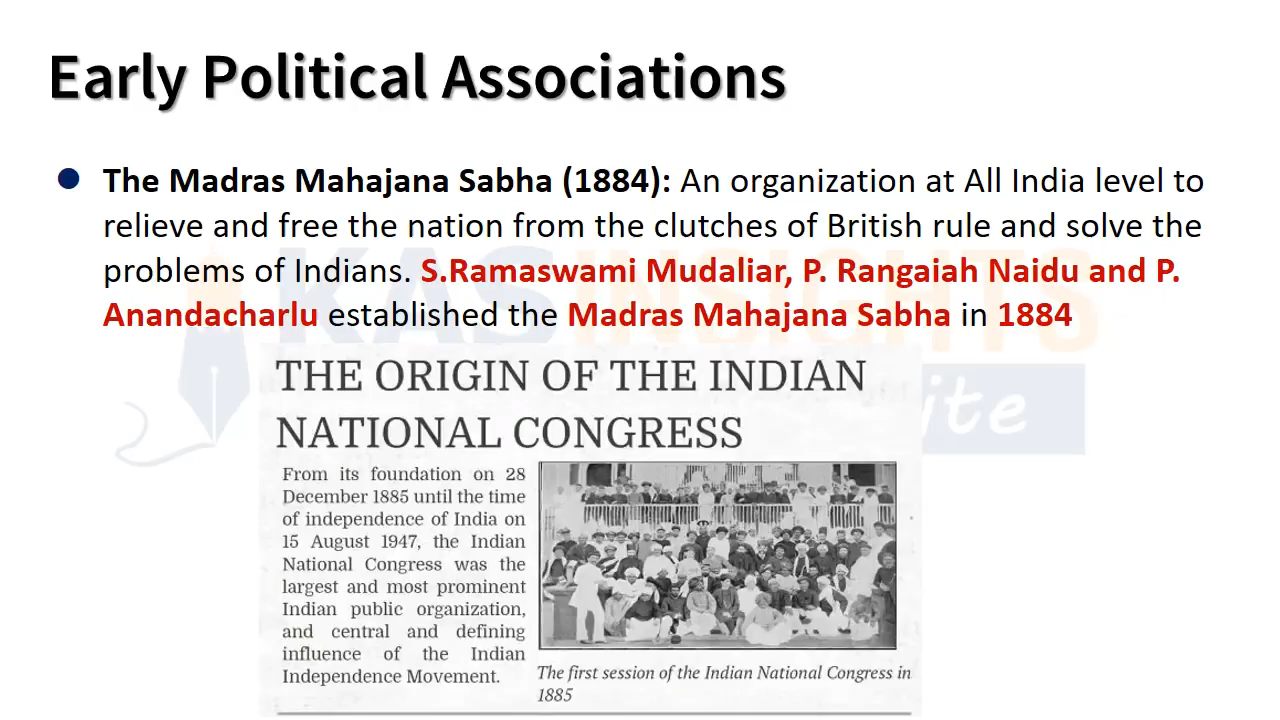 Early Political Associations
The Madras Mahajana Sabha (1884): An organization at All India level to
relieve and free the nation from the clutches of British rule and solve the
problems of Indians. S.Ramaswami Mudaliar, P. Rangaiah Naidu and P.
Anandacharlu established the Madras Mahajana Sabha in 1884
KAS INSIGHTS
THE ORIGIN OF THE INDIAN
NATIONAL CONGRESS
From its foundation on 28
December 1885 until the time
of independence of India on
15 August 1947, the Indian
National Congress was the
largest and most prominent
Indian public organization,
and central and defining
influence of the Indian
Independence Movement.
The first session of the Indian National Congress in
1885